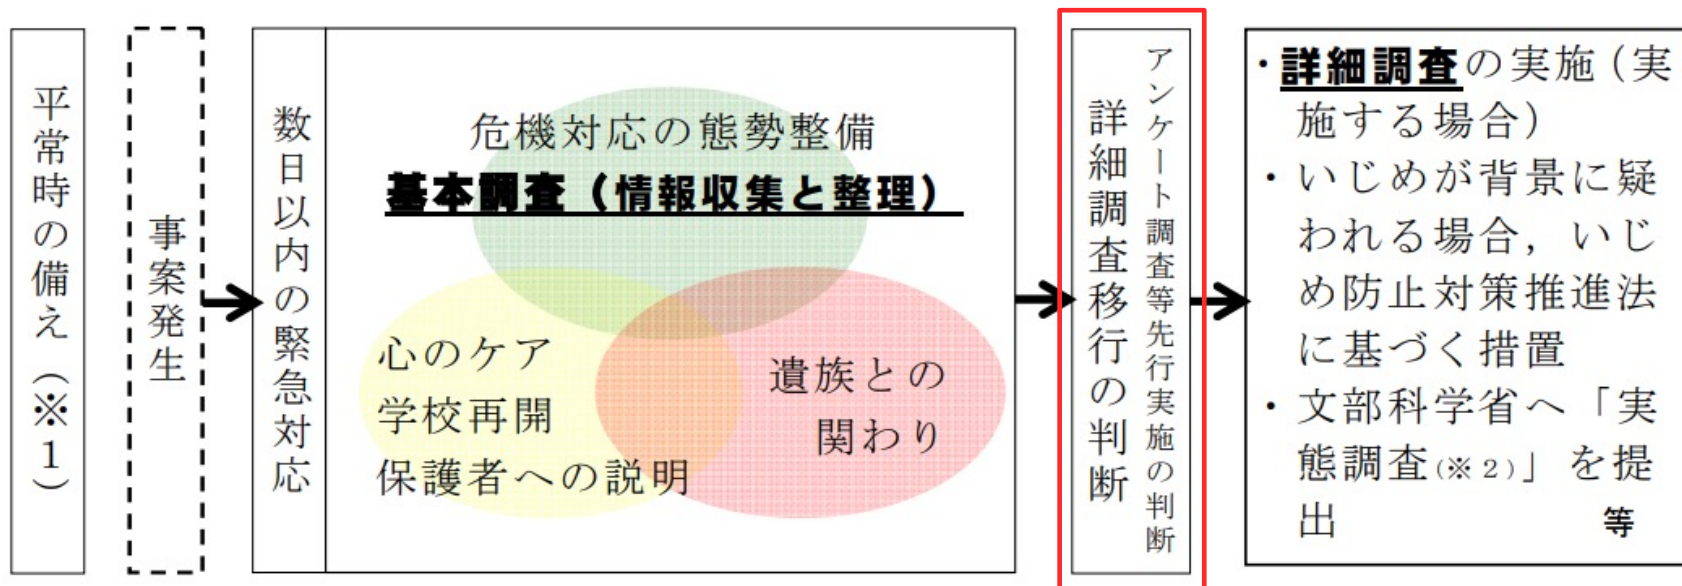 平常時の備え（※１）
事案発生
数日以内の緊急対応
危機対応の態勢整備
基本調査（情報収集と整理）
心のケア
学校再開
保護者への説明
遺族との
関わり
詳細調査移行の判断
アンケート調査等先行実施の判断
・詳細調査の実施（実
施する場合）
・いじめが背景に疑
われる場合，いじ
め防止対策推進法
に基づく措置
・文部科学省へ「実
態調査(※２)」を提
出 等